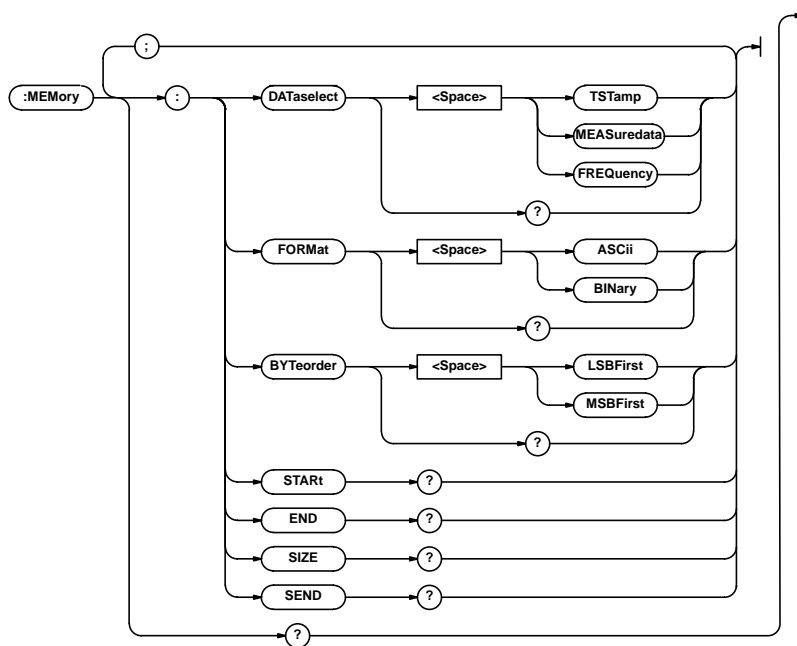 ;
:MEMory : DATaselect <Space> TSTamp
MEASuredata
FREQuency
?
FORMat <Space> ASCii
BINary
?
BYTeorder <Space> LSBFirst
MSBFirst
?
STARt ?
END ?
SIZE ?
SEND ?
?